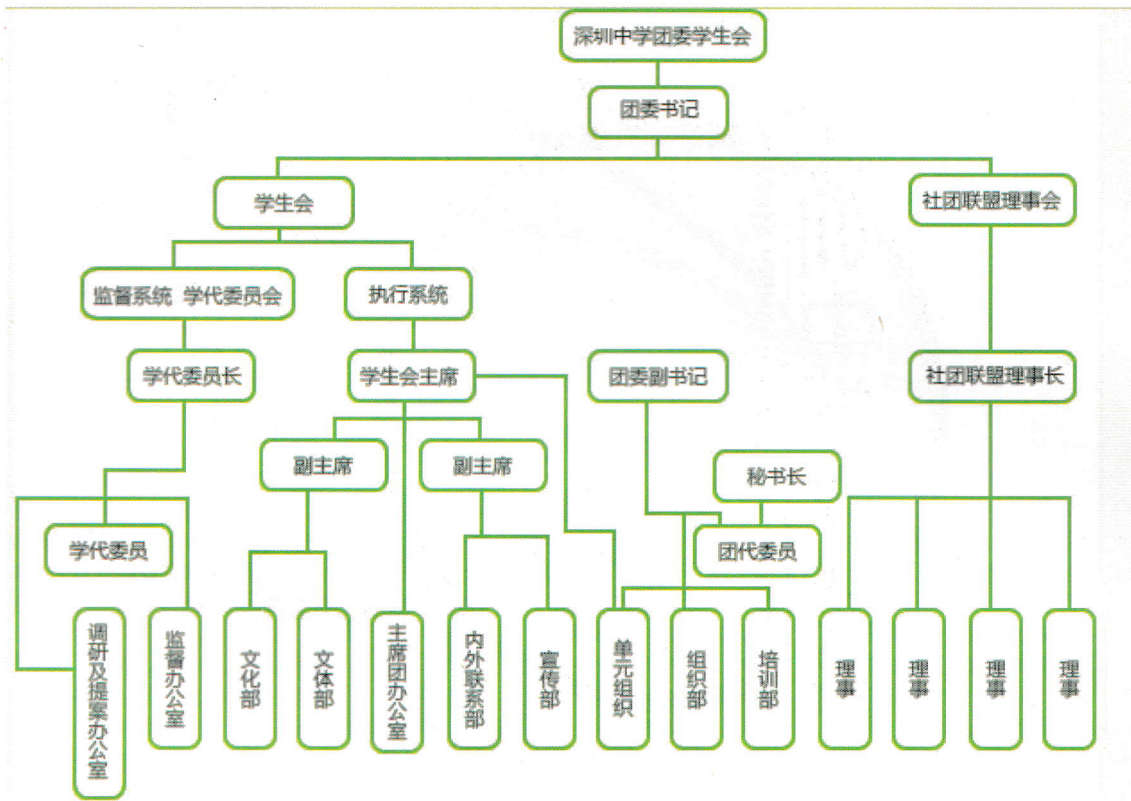 深圳中学团委学生会
团委书记
学生会
社团联盟理事会
监督系统 学代委员会
执行系统
学代委员长
学生会主席
团委副书记
社团联盟理事长
副主席
副主席
秘书长
学代委员
团代委员
调研及提案办公室
监督办公室
文化部
文体部
主席团办公室
内外联系部
宣传部
单元组织
组织部
培训部
理事
理事
理事
理事